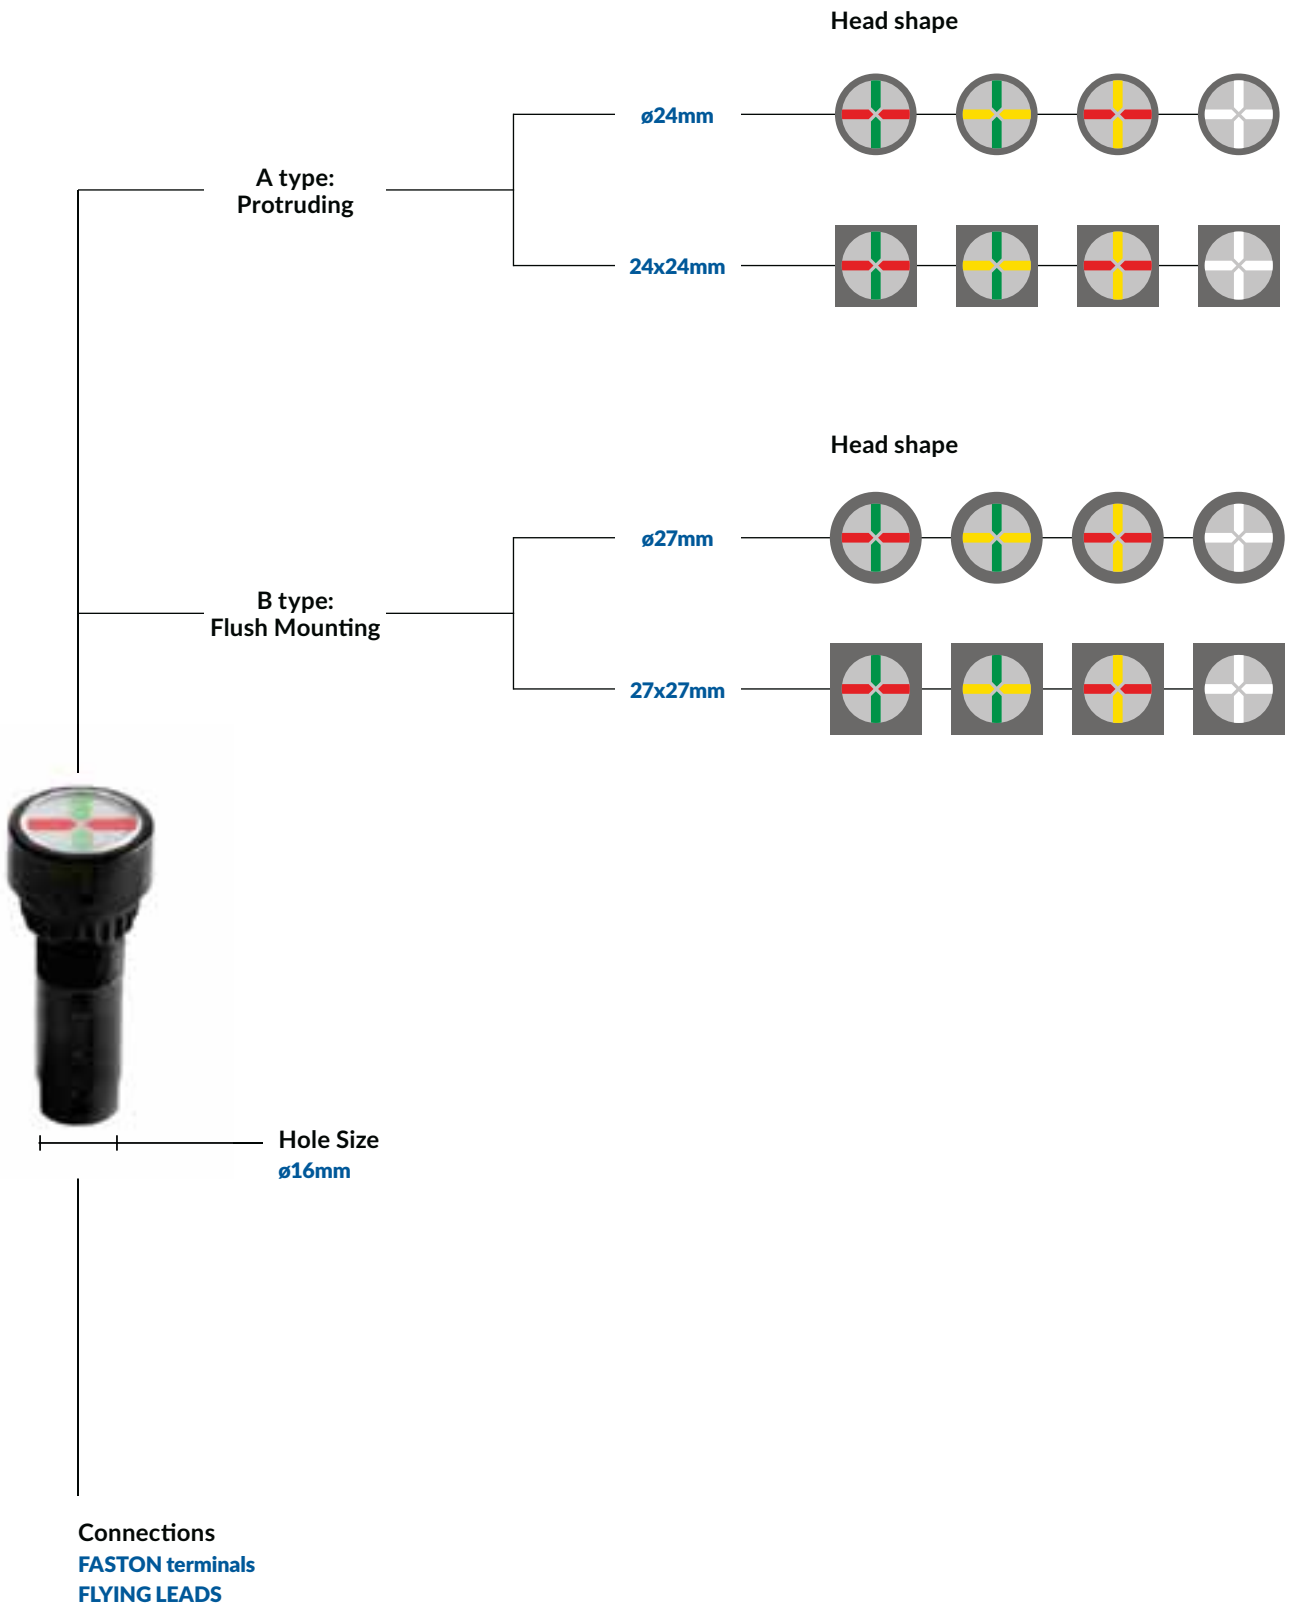 Head shape
ø24mm
A type:
Protruding
24x24mm
Head shape
ø27mm
B type:
Flush Mounting
27x27mm
Hole Size
ø16mm
Connections
FASTON terminals
FLYING LEADS